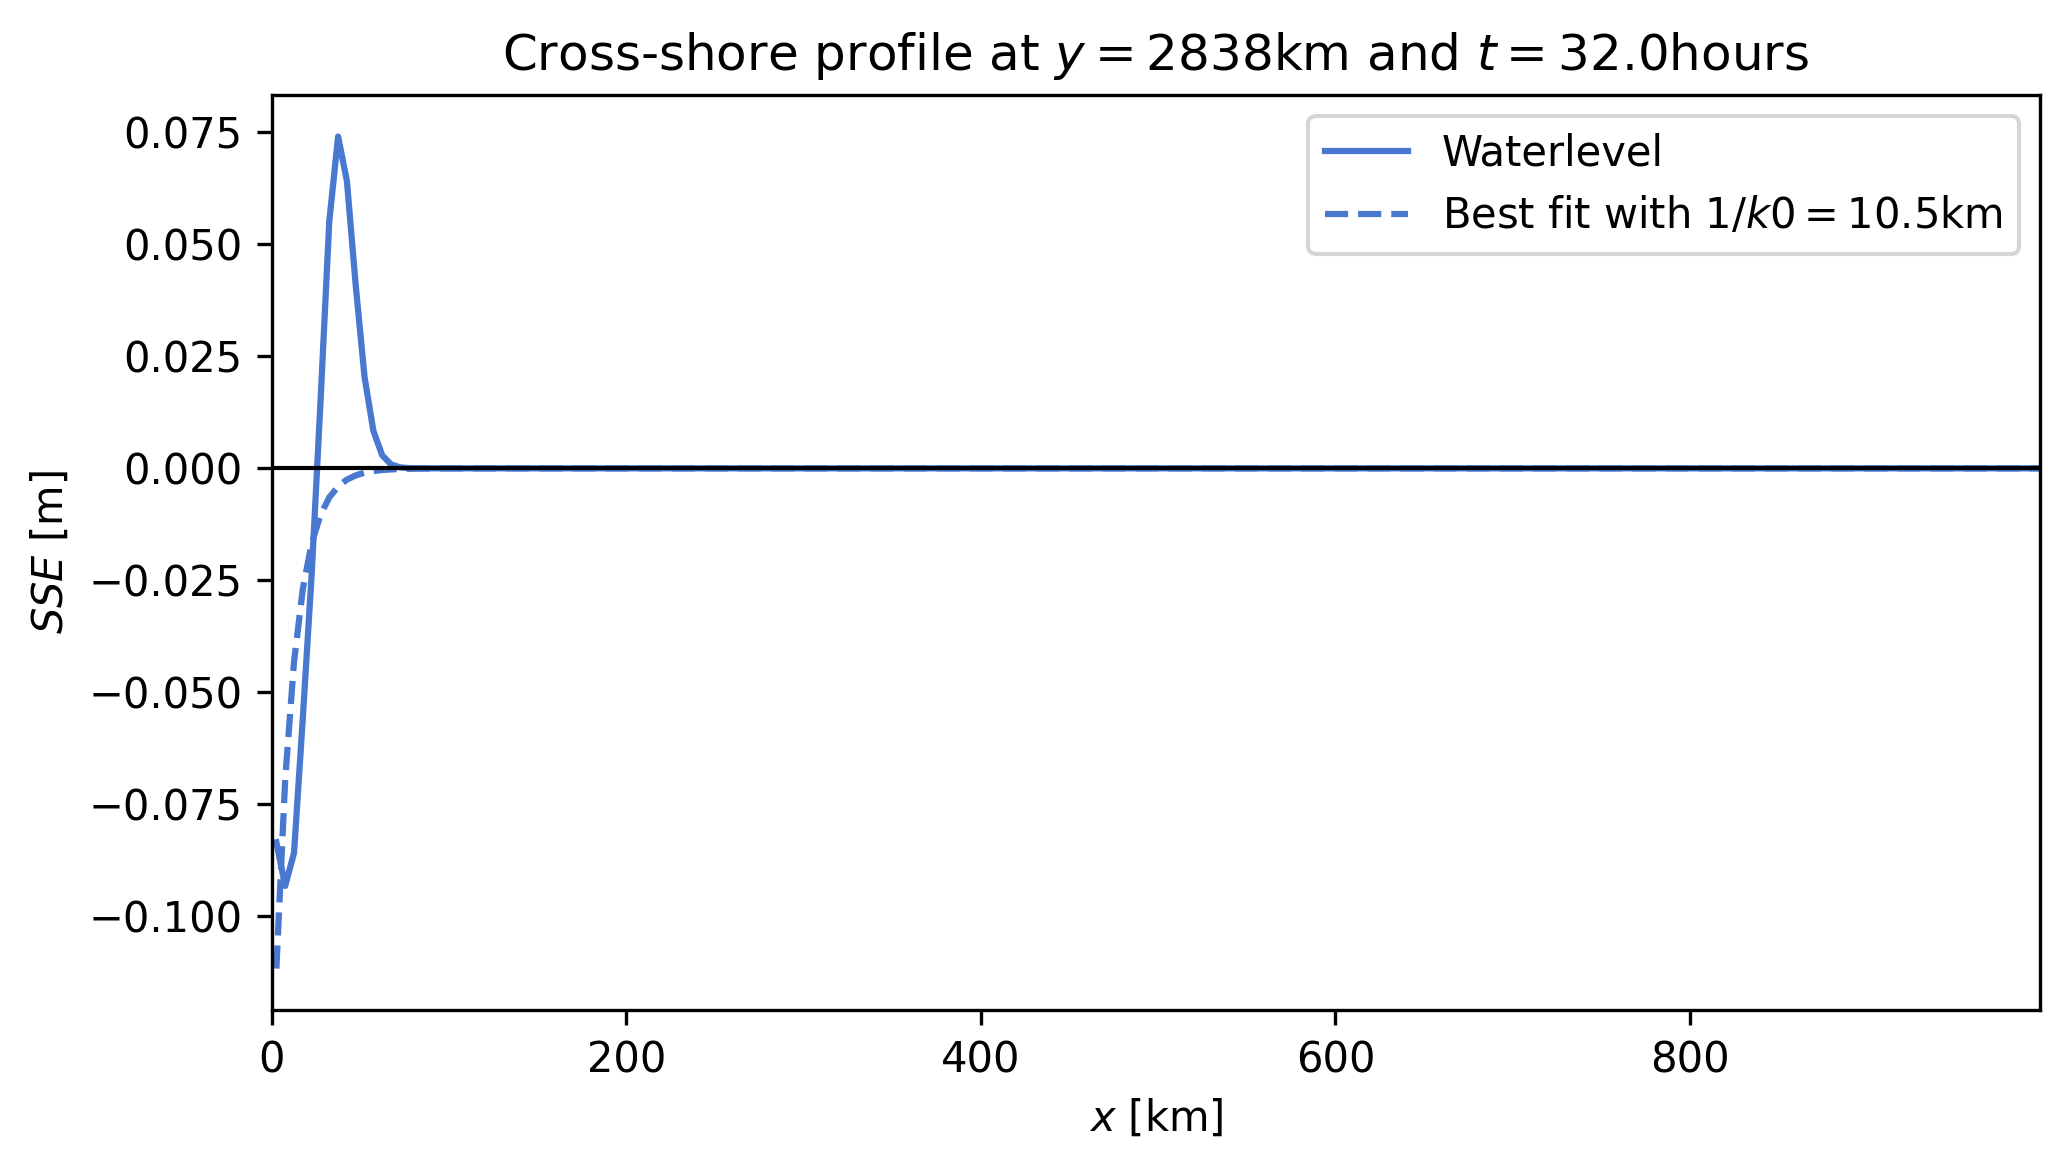 Cross-shore profile at y = 2838km and t = 32.0hours
Waterlevel
Best fit with 1/k0 = 10.5km
SSE [m]
0.075
0.050
0.025
0.000
−0.025
−0.050
−0.075
−0.100
0 200 400 600 800
x [km]